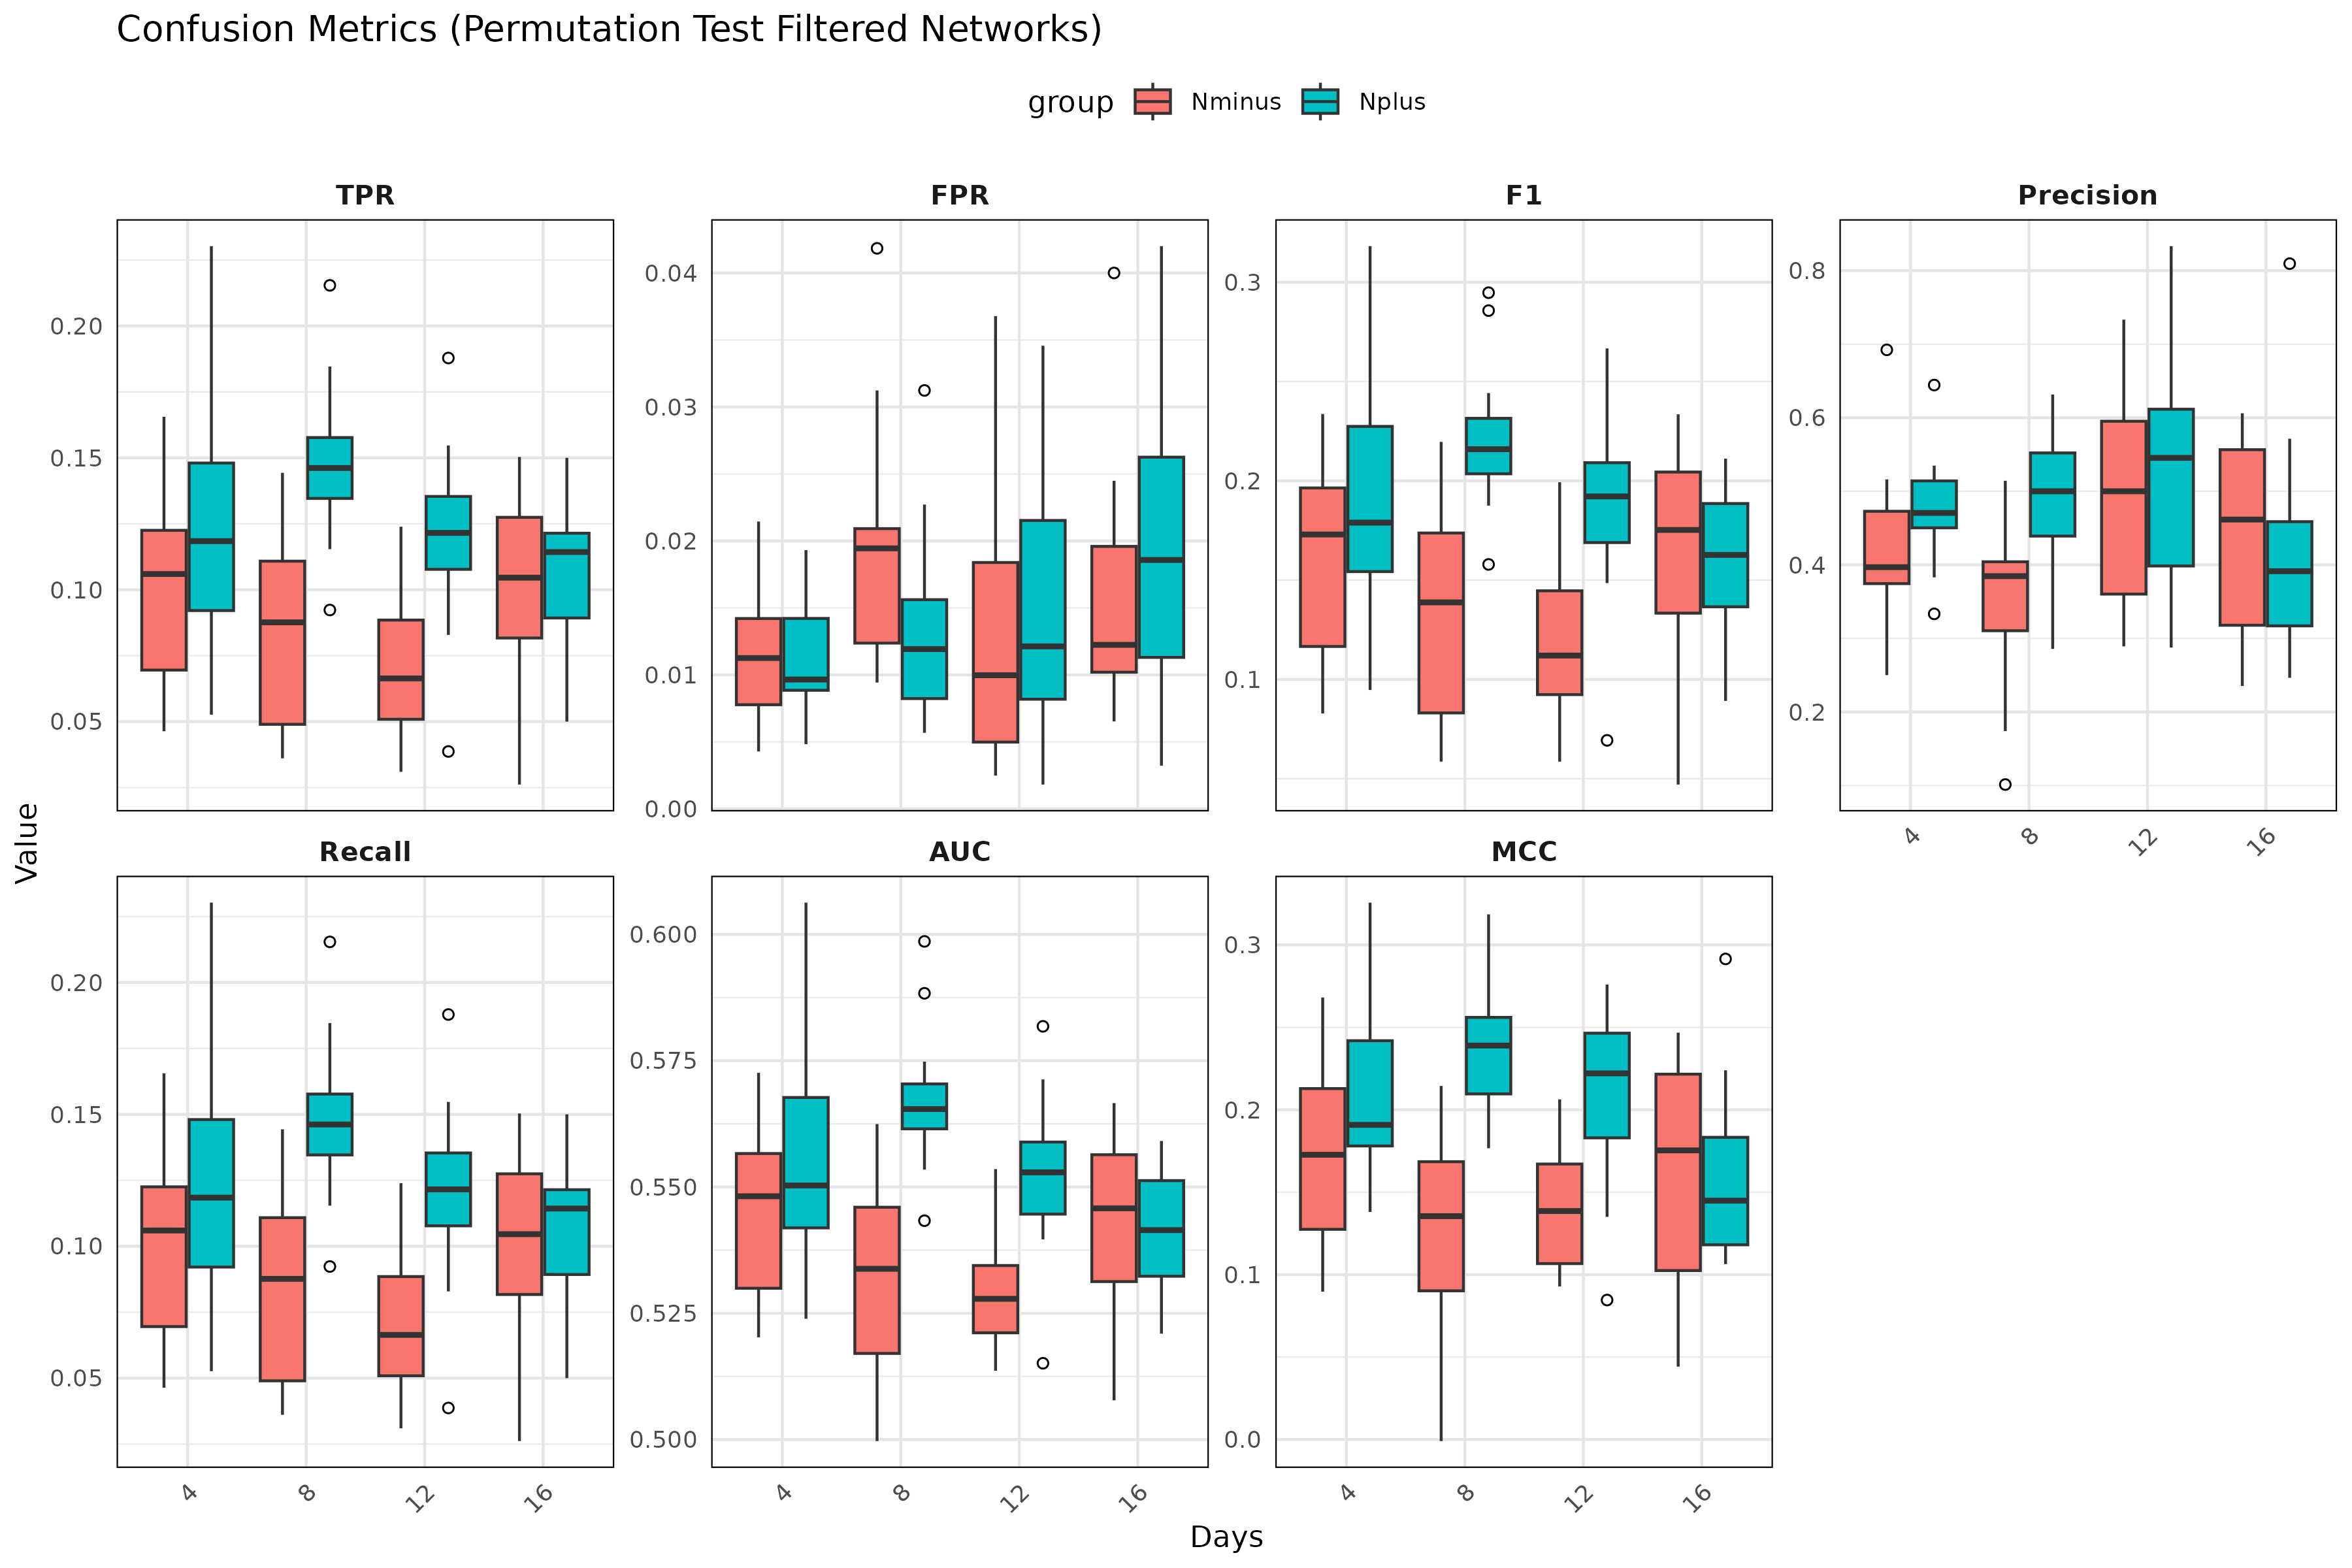 Confusion Metrics (Permutation Test Filtered Networks)
group Nminus Nplus
TPR FPR F1 Precision
0.20
0.15
0.10
0.05
0.04
0.03
0.02
0.01
0.00
0.3
0.2
0.1
0.8
0.6
0.4
0.2
4 8 12 16
Value
Recall AUC MCC
0.20
0.15
0.10
0.05
0.600
0.575
0.550
0.525
0.500
0.3
0.2
0.1
0.0
4 8 12 16
4 8 12 16
4 8 12 16
Days